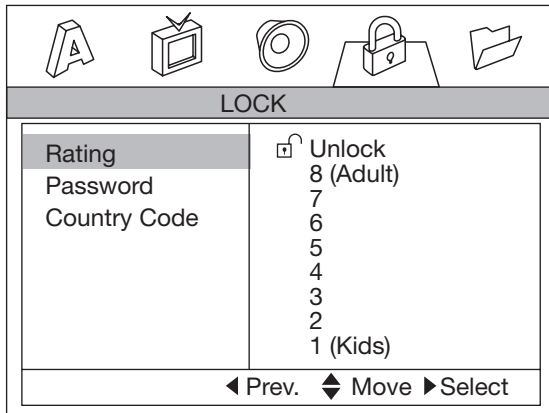 LOCK
Rating
Password
Country Code
Unlock
8 (Adult)
7
6
5
4
3
2
1 (Kids)
Prev. Move Select